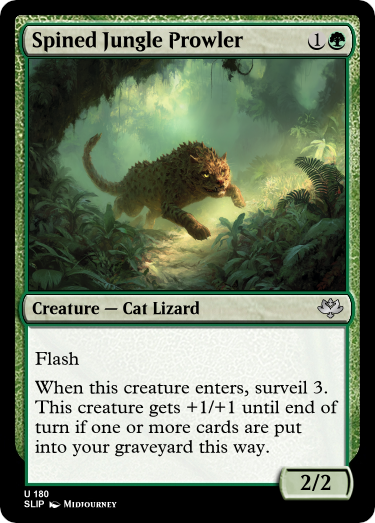 Spined Jungle Prowler 1
Creature — Cat Lizard
Flash
When this creature enters, surveil 3.
This creature gets +1/+1 until end of
turn if one or more cards are put
into your graveyard this way.
2/2
U 180
SLIP Midjourney